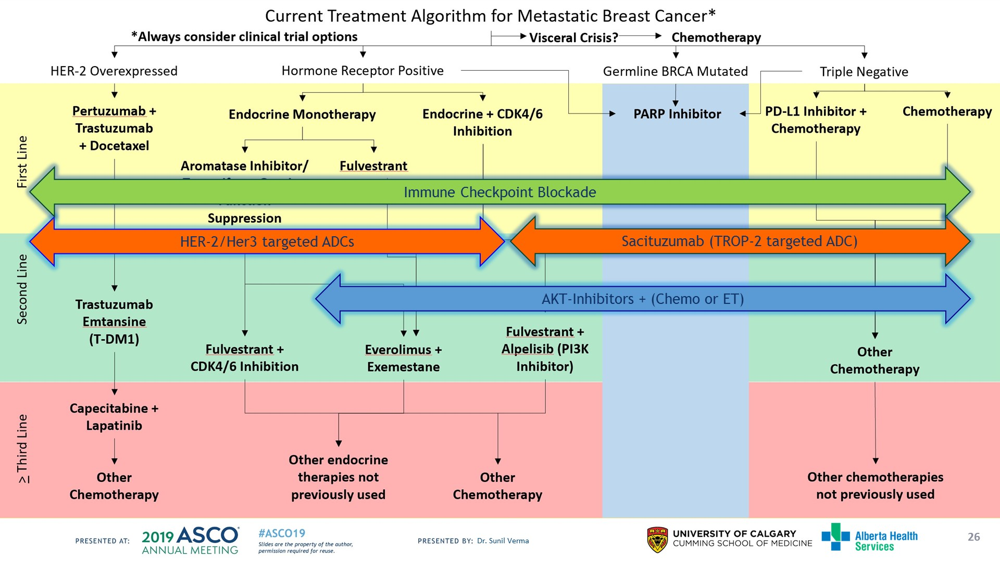 Current Treatment Algorithm for Metastatic Breast Cancer*
*Always consider clinical trial options
Visceral Crisis?
Chemotherapy
HER-2 Overexpressed
Hormone Receptor Positive
Germline BRCA Mutated
Triple Negative
First Line
Pertuzumab +
Trastuzumab
+ Docetaxel
Endocrine Monotherapy
Endocrine + CDK4/6
Inhibition
PARP Inhibitor
PD-L1 Inhibitor +
Chemotherapy
Chemotherapy
Aromatase Inhibitor/
Suppression
Fulvestrant
Immune Checkpoint Blockade
HER-2/Her3 targeted ADCs
Sacituzumab (TROP-2 targeted ADC)
Second Line
AKT-Inhibitors + (Chemo or ET)
Trastuzumab
Emtansine
(T-DM1)
Fulvestrant +
CDK4/6 Inhibition
Everolimus +
Exemestane
Fulvestrant +
Alpelisib (PI3K
Inhibitor)
Other
Chemotherapy
≥ Third Line
Capecitabine +
Lapatinib
Other
Chemotherapy
Other endocrine
therapies not
previously used
Other
Chemotherapy
Other chemotherapies
not previously used
PRESENTED AT:
2019 ASCO®
ANNUAL MEETING
#ASCO19
Slides are the property of the author,
permission required for reuse.
PRESENTED BY: Dr. Sunil Verma
UNIVERSITY OF CALGARY
CUMMING SCHOOL OF MEDICINE
Alberta Health
Services
26